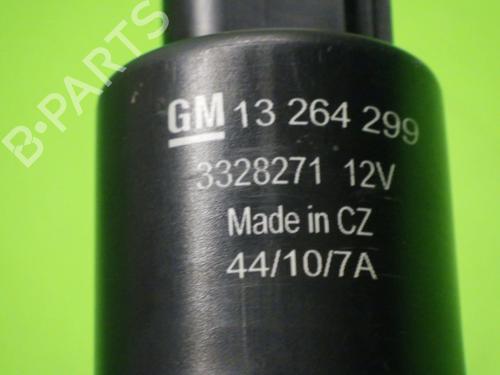 B-PARTS
GM 13 264 299
3328271 12V
Made in CZ
44/10/7A